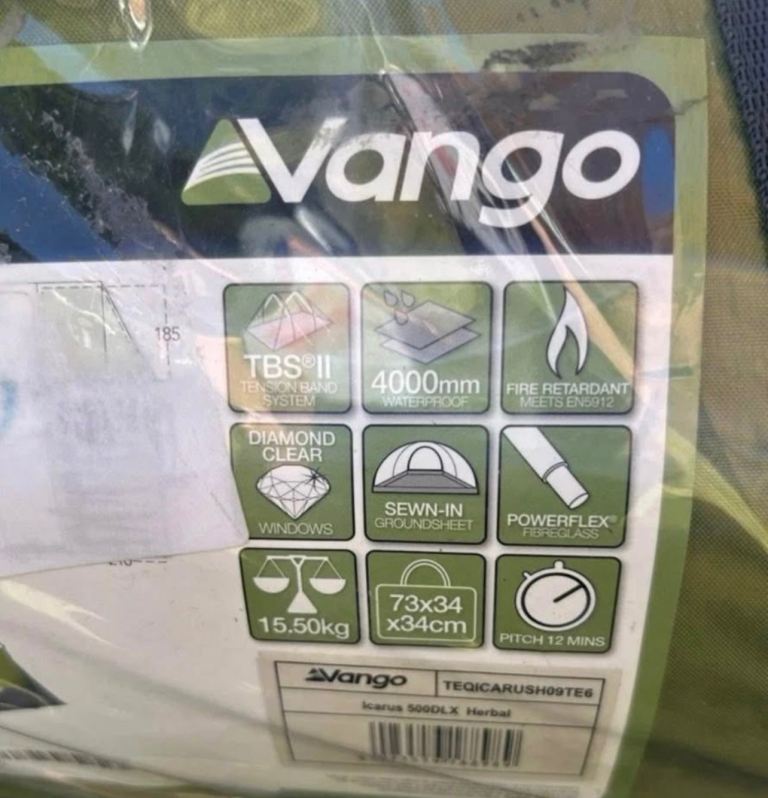 Vango
185
TBS® II
TENSION BAND
SYSTEM
4000mm
WATERPROOF
FIRE RETARDANT
MEETS EN5912
DIAMOND
CLEAR
WINDOWS
SEWN-IN
GROUNDSHEET
POWERFLEX®
FIBREGLASS
15.50kg
73x34
x34cm
PITCH 12 MINS
Vango
TEQICARUSH09TE6
Icarus 500DLX Herbal